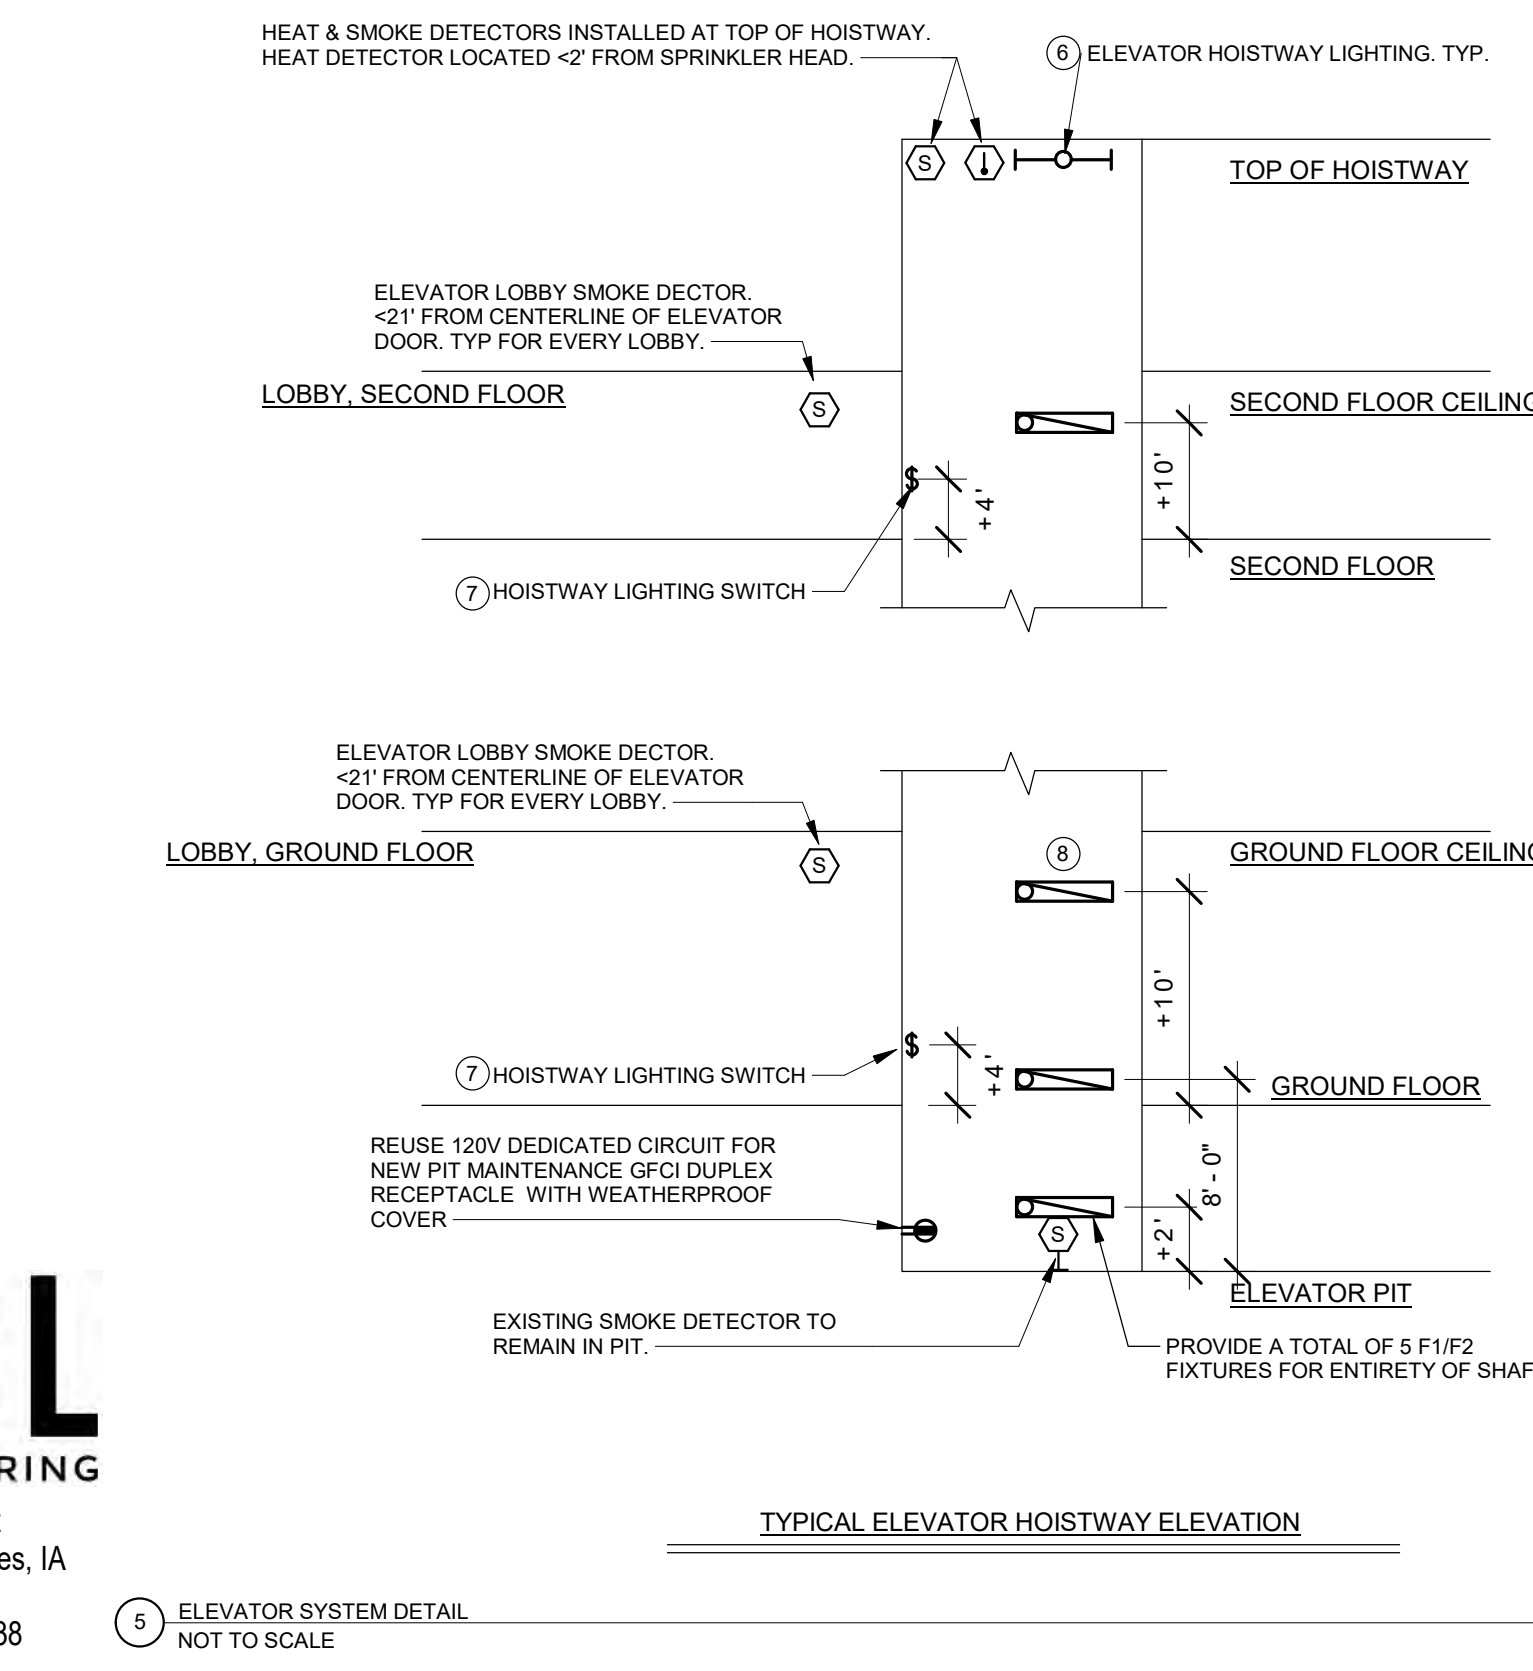 HEAT & SMOKE DETECTORS INSTALLED AT TOP OF HOISTWAY.
HEAT DETECTOR LOCATED <2' FROM SPRINKLER HEAD.
6 ELEVATOR HOISTWAY LIGHTING. TYP.
S
TOP OF HOISTWAY
ELEVATOR LOBBY SMOKE DECTOR.
<21' FROM CENTERLINE OF ELEVATOR
DOOR. TYP FOR EVERY LOBBY.
LOBBY, SECOND FLOOR
S
SECOND FLOOR CEILING
$
+4'
+10'
SECOND FLOOR
7 HOISTWAY LIGHTING SWITCH
ELEVATOR LOBBY SMOKE DECTOR.
<21' FROM CENTERLINE OF ELEVATOR
DOOR. TYP FOR EVERY LOBBY.
LOBBY, GROUND FLOOR
S
8
GROUND FLOOR CEILING
+10'
$
7 HOISTWAY LIGHTING SWITCH
+4'
GROUND FLOOR
REUSE 120V DEDICATED CIRCUIT FOR
NEW PIT MAINTENANCE GFCI DUPLEX
RECEPTACLE WITH WEATHERPROOF
COVER
8' - 0"
+2'
S
ELEVATOR PIT
EXISTING SMOKE DETECTOR TO
REMAIN IN PIT.
PROVIDE A TOTAL OF 5 F1/F2
FIXTURES FOR ENTIRETY OF SHAF
L
RING
es, IA
38
TYPICAL ELEVATOR HOISTWAY ELEVATION
5 ELEVATOR SYSTEM DETAIL
NOT TO SCALE